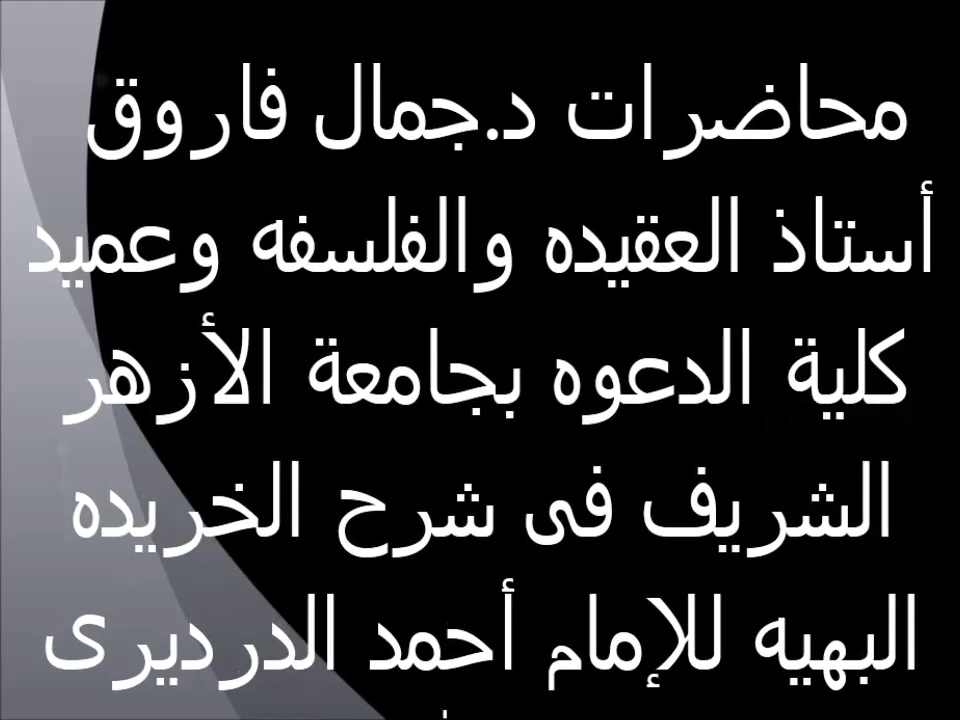 محاضرات د.جمال فاروق
أستاذ العقيده والفلسفه وعميد
كلية الدعوه بجامعة الأزهر
الشريف فى شرح الخريده
البهيه للإمام أحمد الدرديرى